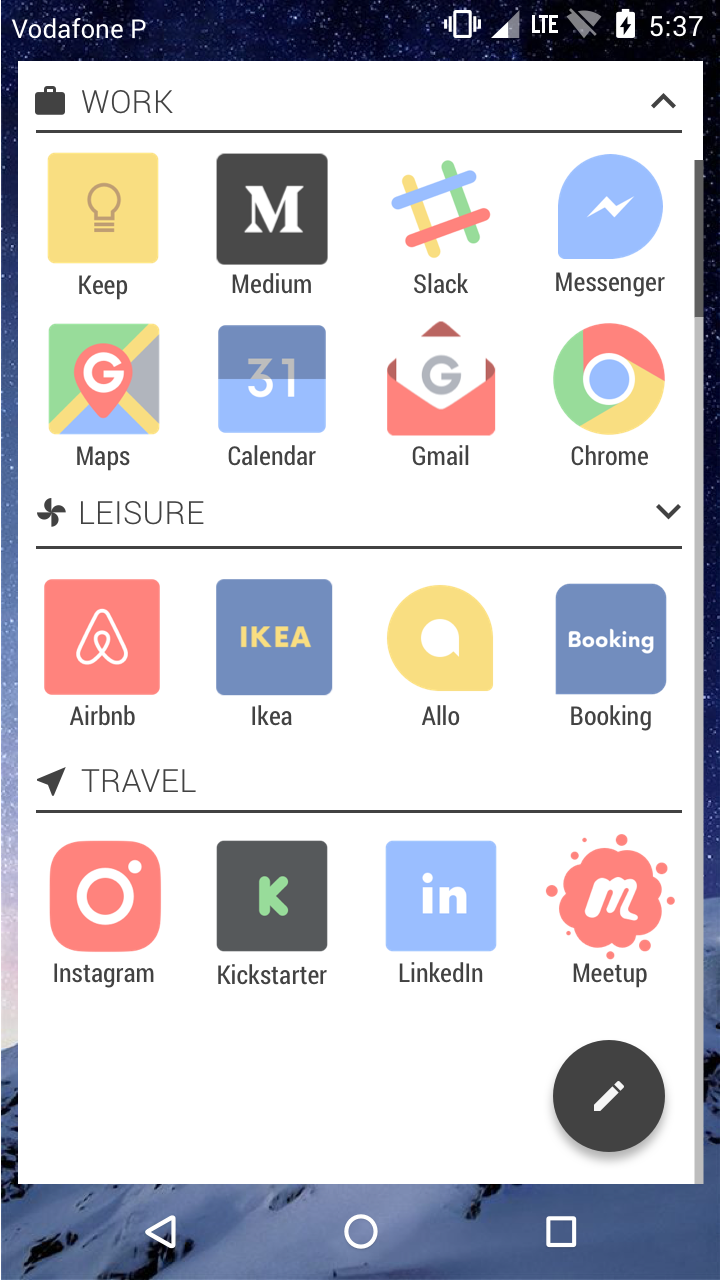 Vodafone P LTE 5:37
WORK
M
Keep Medium Slack Messenger
G 31 G
Maps Calendar Gmail Chrome
LEISURE
IKEA Booking
Airbnb Ikea Allo Booking
TRAVEL
K in m
Instagram Kickstarter LinkedIn Meetup